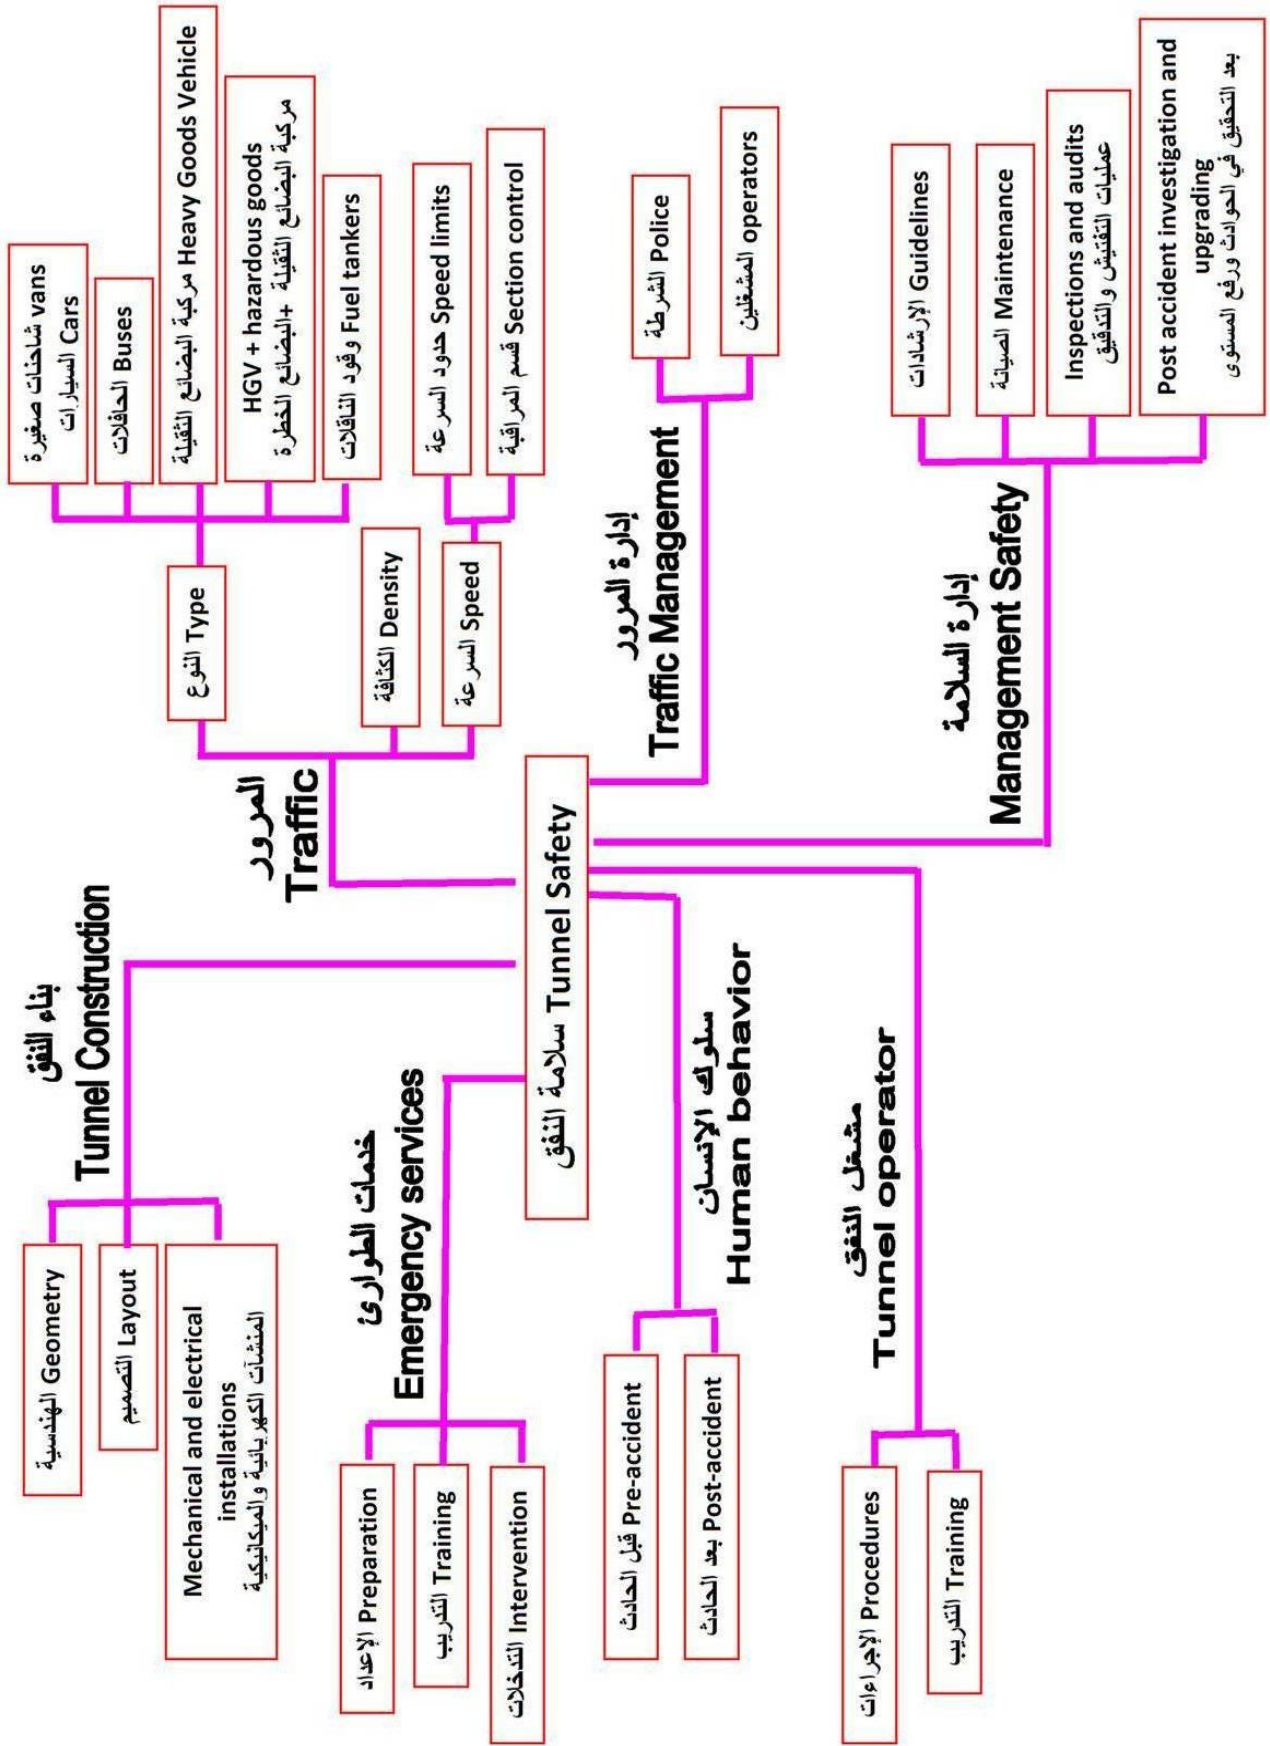 سلامة النفق Tunnel Safety
بناء النفق
Tunnel Construction
الهندسية Geometry
التصميم Layout
Mechanical and electrical
installations
المنشآت الكهربائية والميكانيكية
خدمات الطوارئ
Emergency services
الإعداد Preparation
التدريب Training
التدخلات Intervention
سلوك الإنسان
Human behavior
قبل الحادث Pre-accident
بعد الحادث Post-accident
مشغل النفق
Tunnel operator
الإجراءات Procedures
التدريب Training
المرور
Traffic
النوع Type
شاحنات صغيرة vans
السيارات Cars
الحافلات Buses
مركبة البضائع الثقيلة Heavy Goods Vehicle
HGV + hazardous goods
مركبة البضائع الثقيلة +البضائع الخطرة
وقود الناقلات Fuel tankers
الكثافة Density
السرعة Speed
حدود السرعة Speed limits
قسم المراقبة Section control
إدارة المرور
Traffic Management
الشرطة Police
المشغلين operators
إدارة السلامة
Management Safety
الإرشادات Guidelines
الصيانة Maintenance
Inspections and audits
عمليات التفتيش والتدقيق
Post accident investigation and
upgrading
بعد التحقيق في الحوادث ورفع المستوى